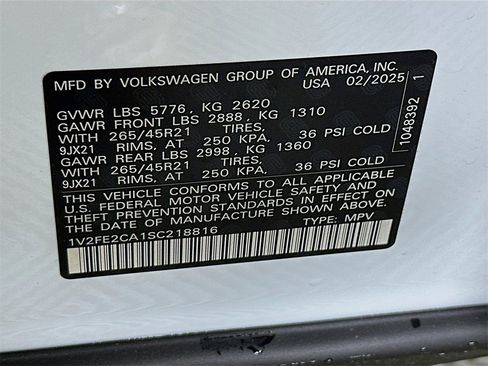 MFD BY VOLKSWAGEN GROUP OF AMERICA, INC.
USA 02/2025
GVWR LBS 5776, KG 2620
GAWR FRONT LBS 2888, KG 1310
WITH 265/45R21 TIRES,
9JX21 RIMS, AT 250 KPA, 36 PSI COLD
GAWR REAR LBS 2998, KG 1360
WITH 265/45R21 TIRES,
9JX21 RIMS, AT 250 KPA, 36 PSI COLD
THIS VEHICLE CONFORMS TO ALL APPLICABLE
U.S. FEDERAL MOTOR VEHICLE SAFETY AND
THEFT PREVENTION STANDARDS IN EFFECT ON
THE DATE OF MANUFACTURE SHOWN ABOVE.
1V2FE2CA1SC218816 TYPE: MPV
1048392 1